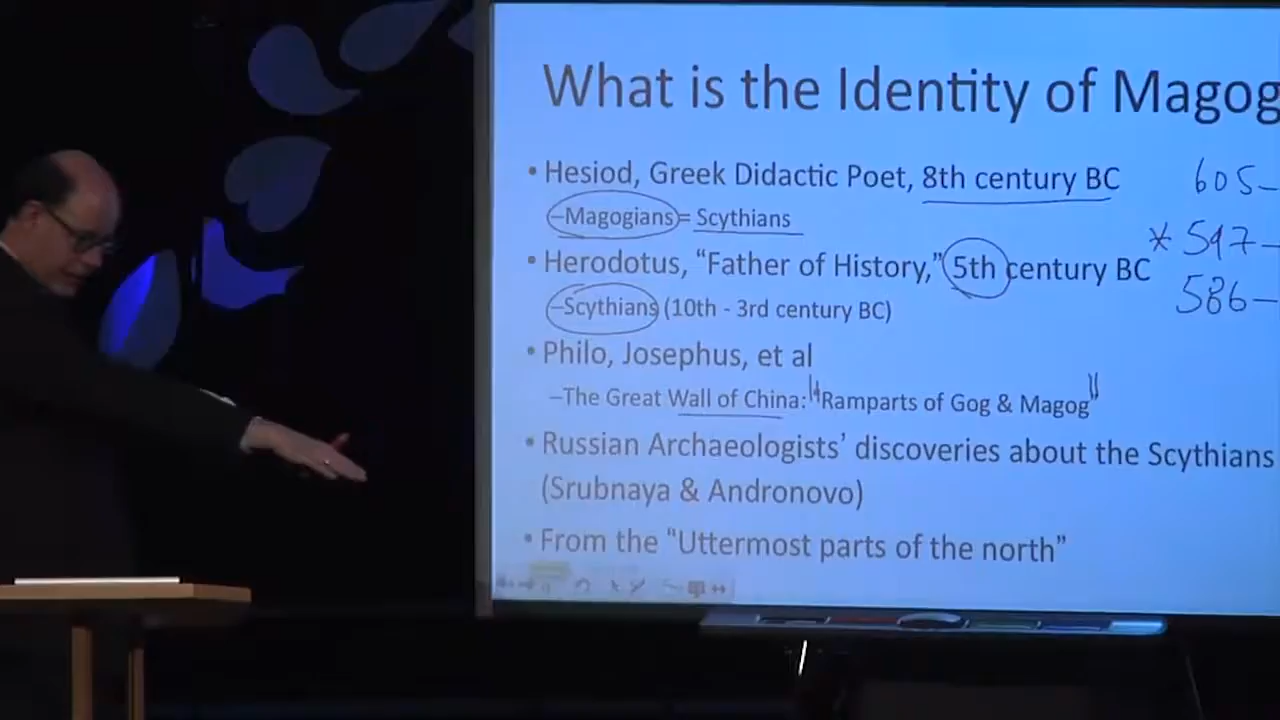 What is the Identity of Magog
• Hesiod, Greek Didactic Poet, 8th century BC
605-
–Magogians= Scythians
* 597-
• Herodotus, “Father of History,” 5th century BC
586-
–Scythians (10th - 3rd century BC)
• Philo, Josephus, et al
–The Great Wall of China: "Ramparts of Gog & Magog"
• Russian Archaeologists’ discoveries about the Scythians
(Srubnaya & Andronovo)
• From the “Uttermost parts of the north”